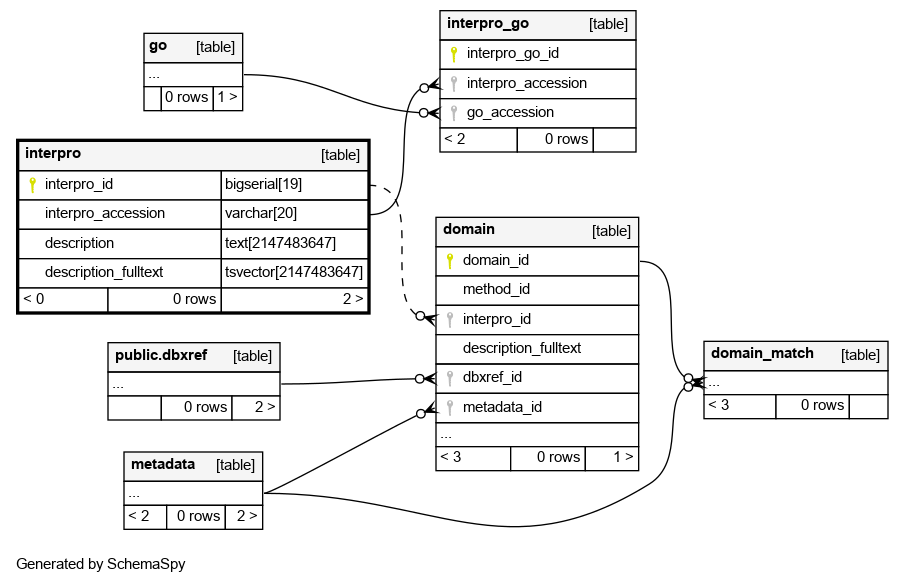 go [table]
...
0 rows 1 >
interpro_go [table]
interpro_go_id
interpro_accession
go_accession
< 2 0 rows
interpro [table]
interpro_id bigserial[19]
interpro_accession varchar[20]
description text[2147483647]
description_fulltext tsvector[2147483647]
< 0 0 rows 2 >
domain [table]
domain_id
method_id
interpro_id
description_fulltext
dbxref_id
metadata_id
...
< 3 0 rows 1 >
public.dbxref [table]
...
0 rows 2 >
domain_match [table]
...
< 3 0 rows
metadata [table]
...
< 2 0 rows 2 >
Generated by SchemaSpy